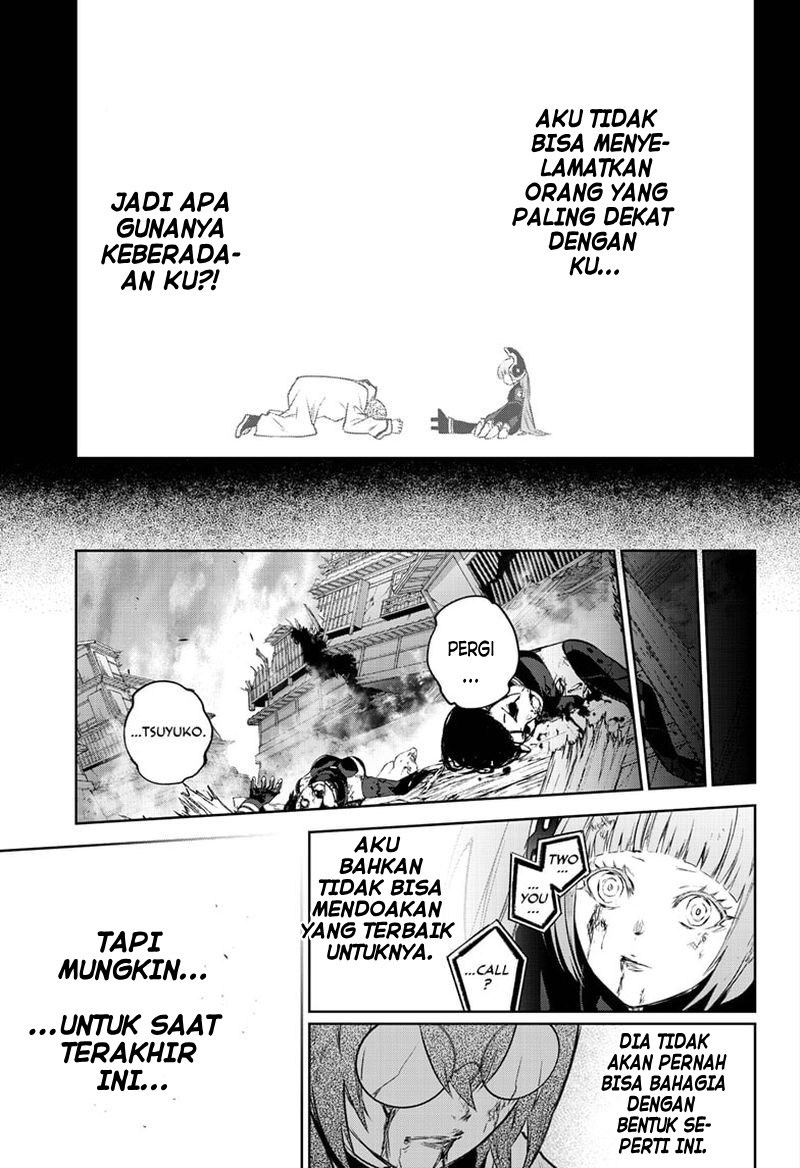 AKU TIDAK
BISA MENYE-
LAMATKAN
ORANG YANG
PALING DEKAT
DENGAN
KU...
JADI APA
GUNANYA
KEBERADA-
AN KU?!
PERGI
...
...TSUYUKO.
TWO
...
...
YOU
...
...CALL
?
AKU
BAHKAN
TIDAK BISA
MENDOAKAN
YANG TERBAIK
UNTUKNYA.
DIA TIDAK
AKAN PERNAH
BISA BAHAGIA
DENGAN
BENTUK SE-
PERTI INI.
TAPI
MUNGKIN...
...UNTUK SAAT
TERAKHIR
INI...